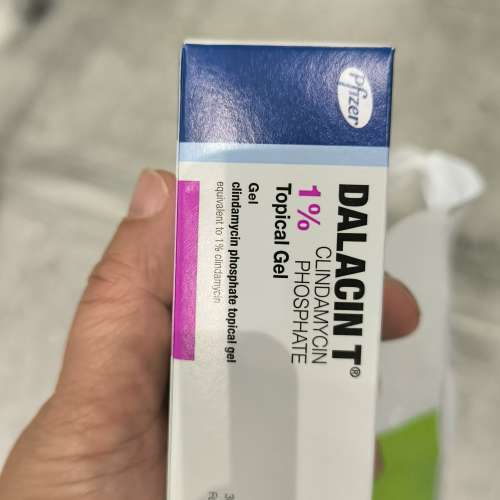 Pfizer
DALACIN T®
CLINDAMYCIN
PHOSPHATE
1%
Topical Gel
Gel
clindamycin phosphate topical gel
equivalent to 1% clindamycin